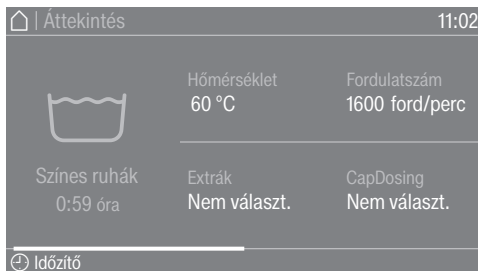 | Áttekintés 11:02
Hőmérséklet Fordulatszám
60 °C 1600 ford/perc
Színes ruhák
0:59 óra
Extrák CapDosing
Nem választ. Nem választ.
Időzítő